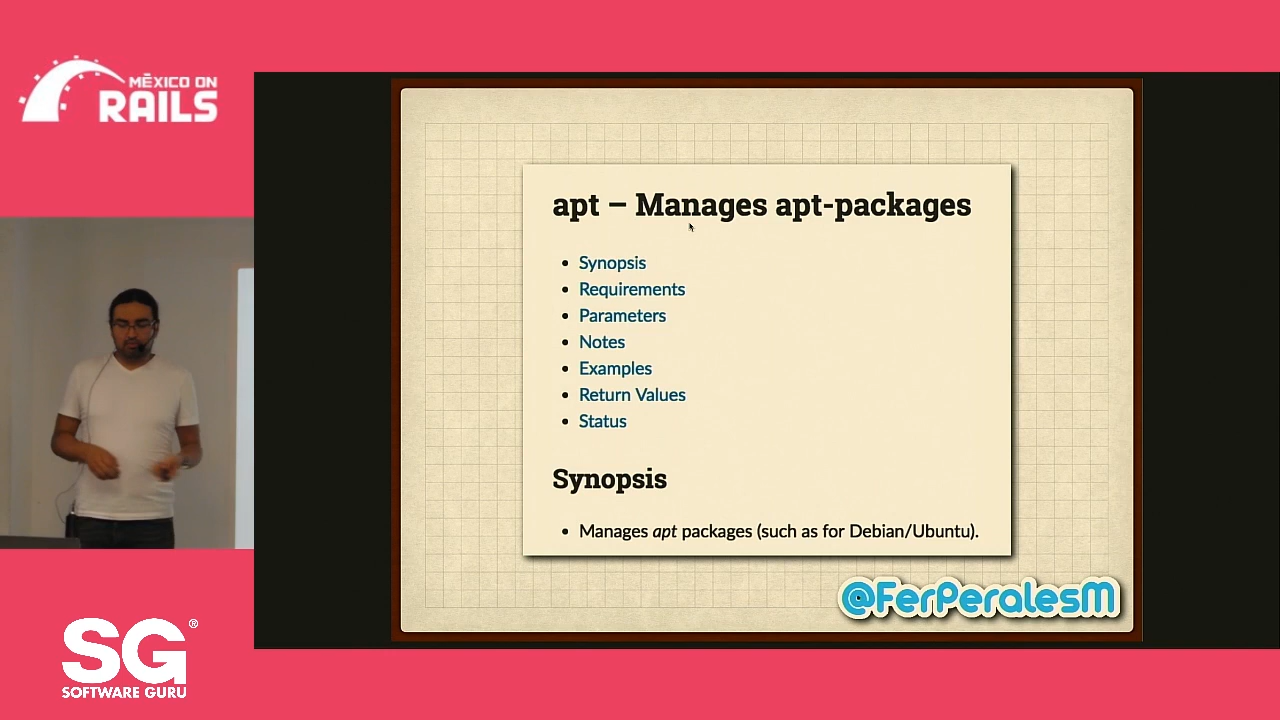 MĒXICO ON
RAILS
apt – Manages apt-packages
• Synopsis
• Requirements
• Parameters
• Notes
• Examples
• Return Values
• Status
Synopsis
• Manages apt packages (such as for Debian/Ubuntu).
@FerPeralesM
SG®
SOFTWARE GURU